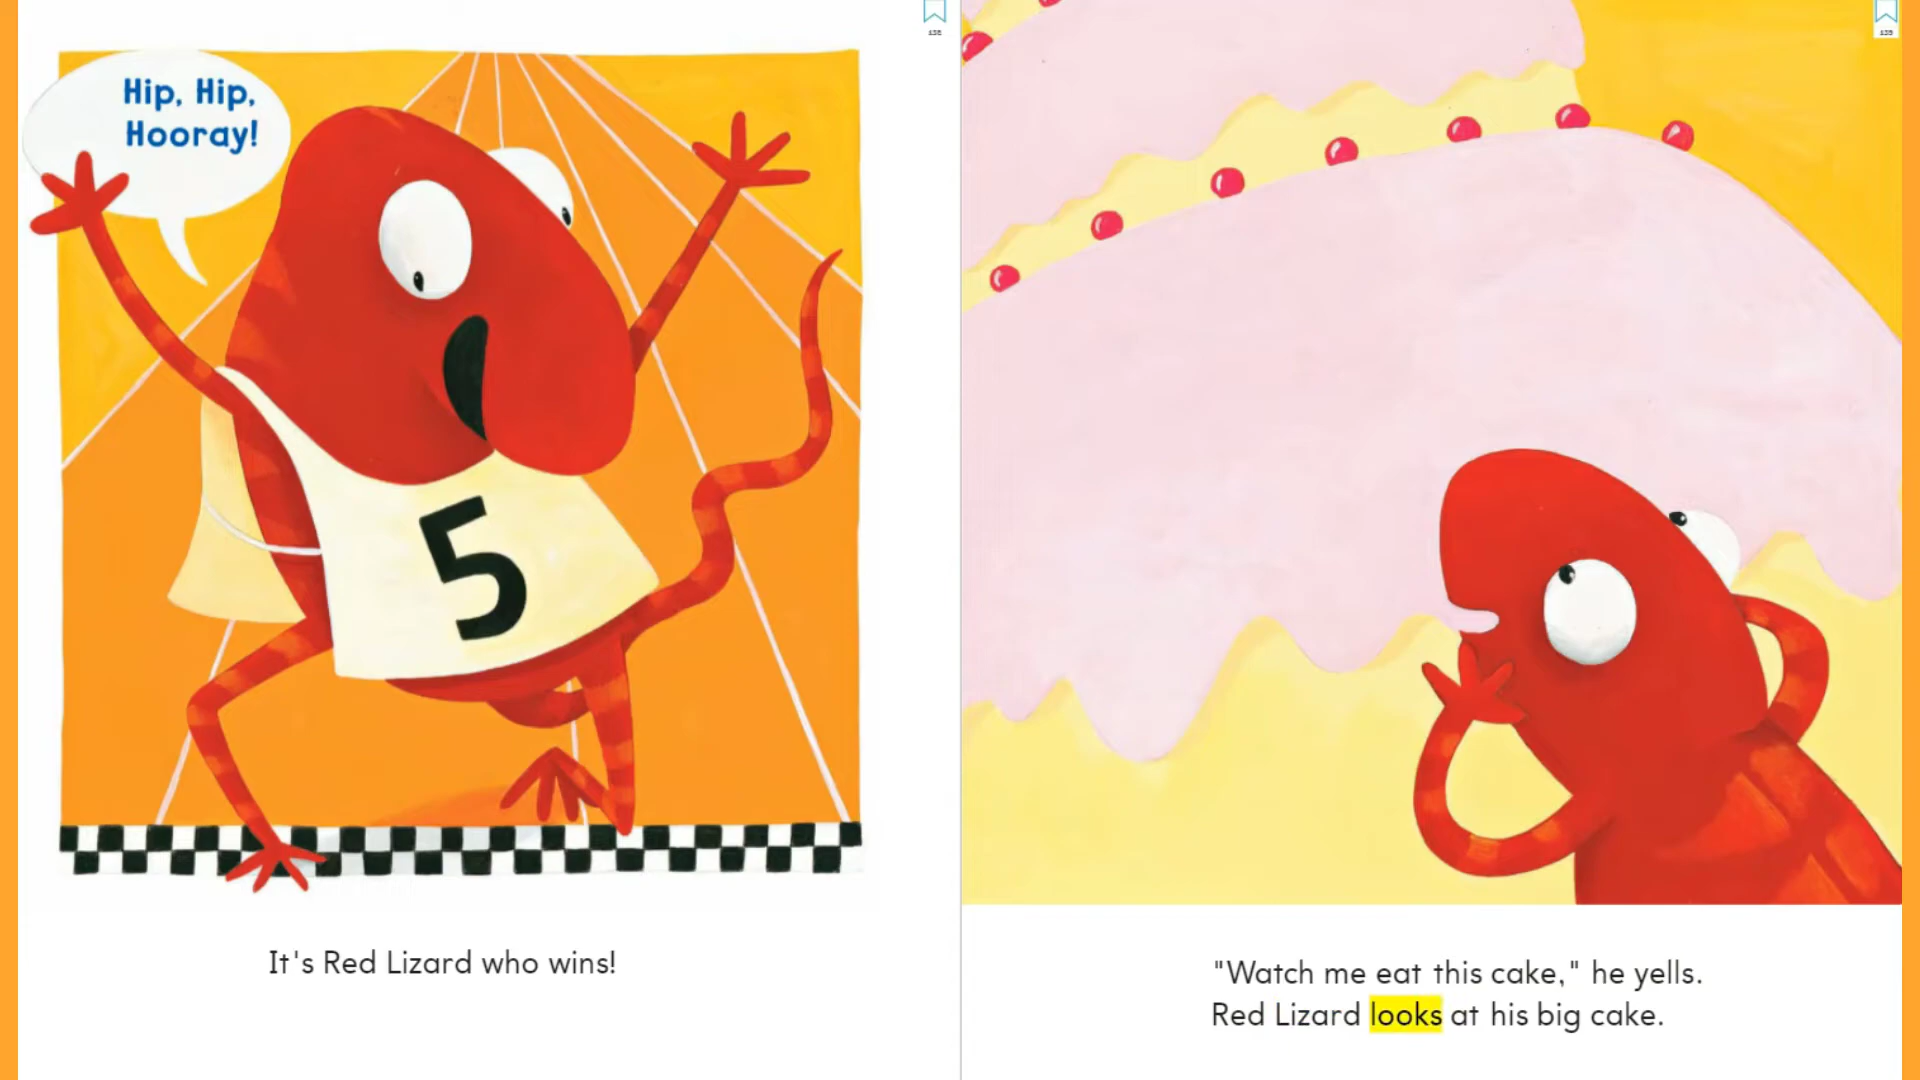 Hip, Hip,
Hooray!
5
It's Red Lizard who wins!
"Watch me eat this cake," he yells.
Red Lizard looks at his big cake.